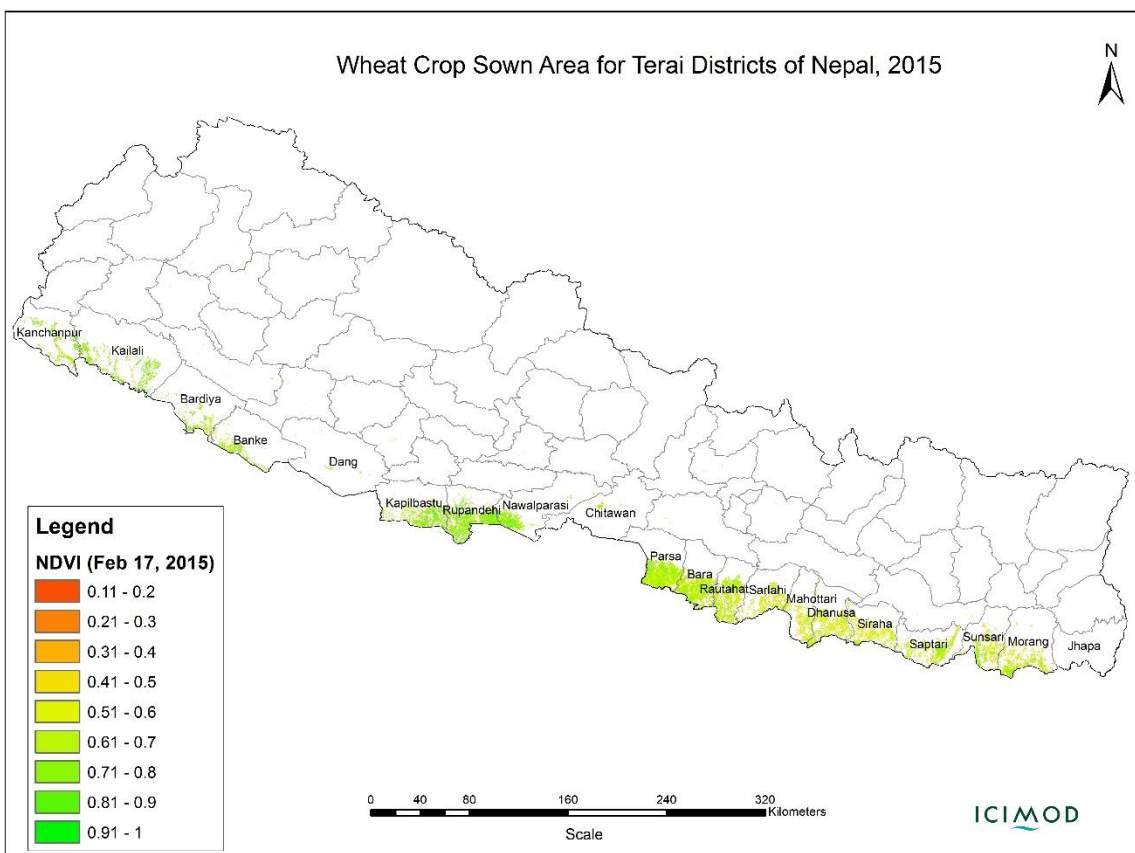 Wheat Crop Sown Area for Terai Districts of Nepal, 2015
N
Kanchanpur
Kailali
Bardiya
Banke
Dang
Kapilbastu
Rupandehi
Nawalparasi
Chitawan
Parsa
Bara
Rautahat
Sarlahi
Mahottari
Dhanusa
Siraha
Saptari
Sunsari
Morang
Jhapa
Legend
NDVI (Feb 17, 2015)
0.11 - 0.2
0.21 - 0.3
0.31 - 0.4
0.41 - 0.5
0.51 - 0.6
0.61 - 0.7
0.71 - 0.8
0.81 - 0.9
0.91 - 1
0 40 80 160 240 320
Kilometers
Scale
ICIMOD